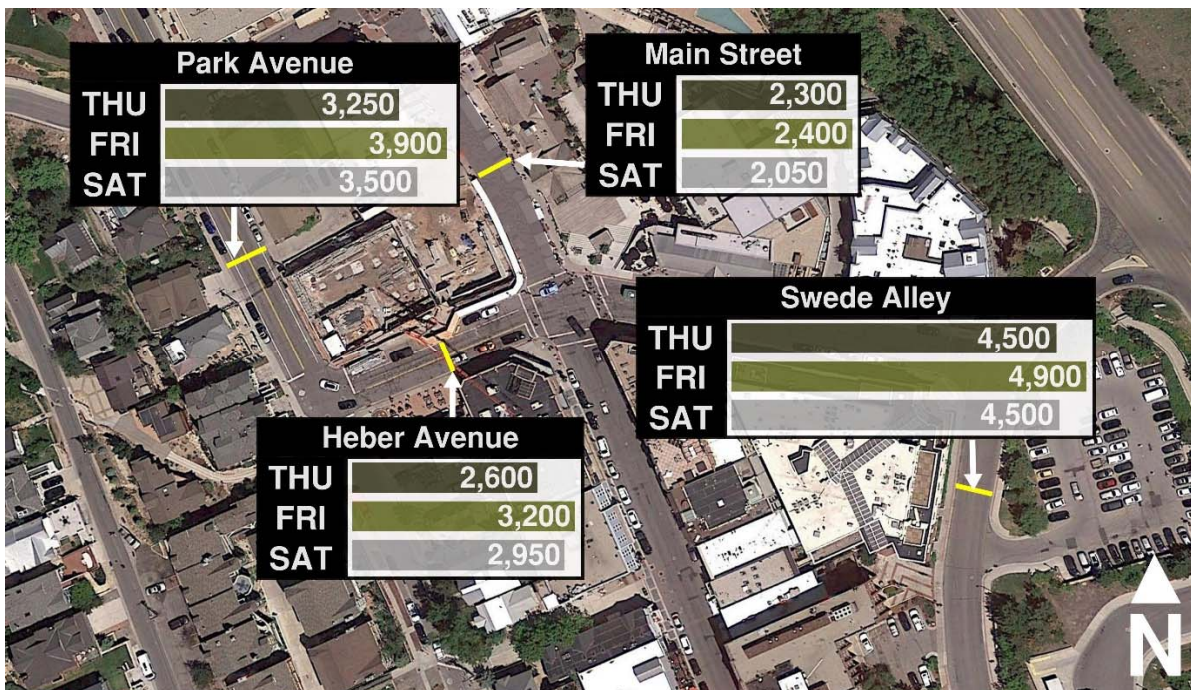 Park Avenue
THU 3,250
FRI 3,900
SAT 3,500
Main Street
THU 2,300
FRI 2,400
SAT 2,050
Swede Alley
THU 4,500
FRI 4,900
SAT 4,500
Heber Avenue
THU 2,600
FRI 3,200
SAT 2,950
N